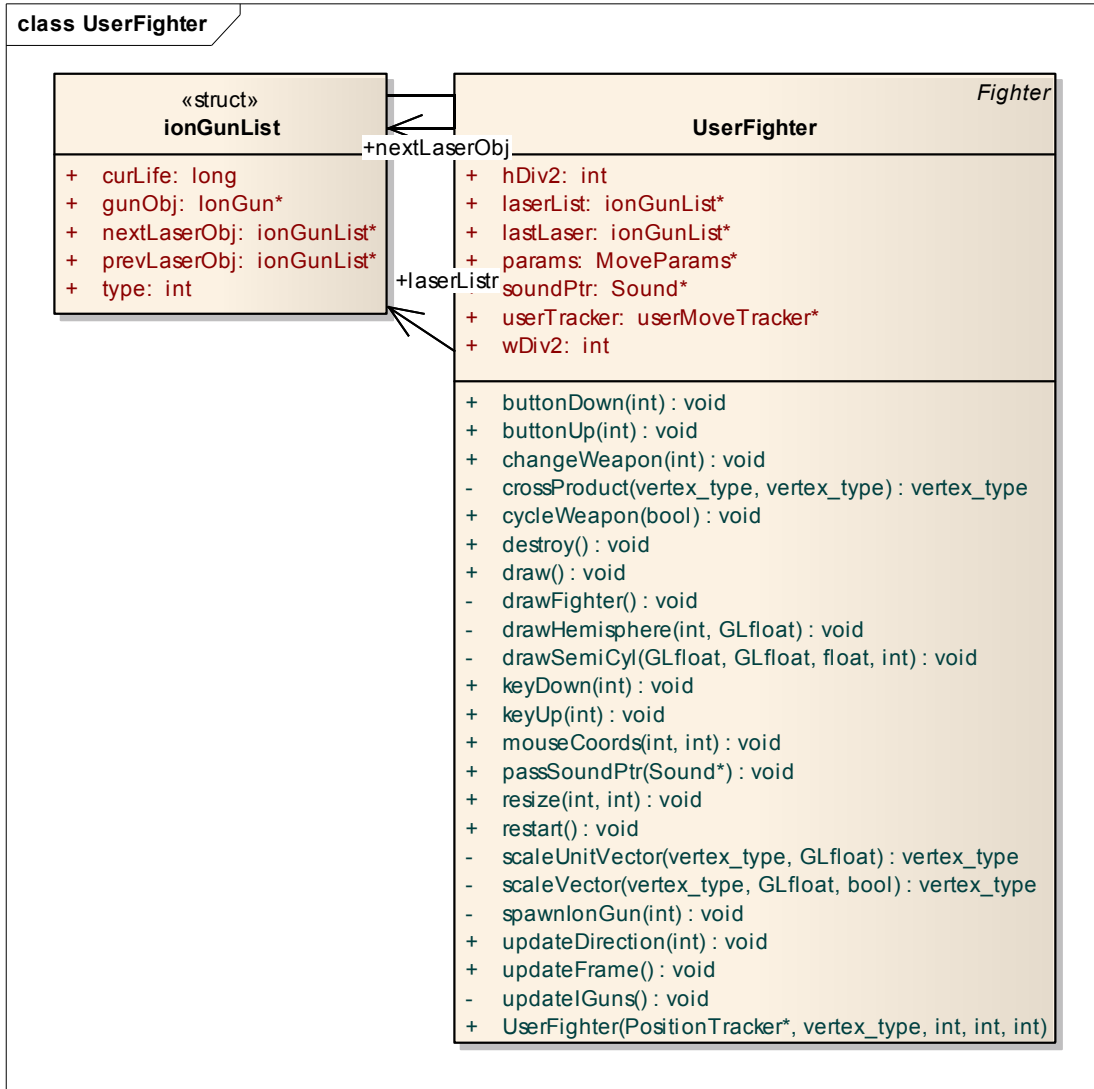 class UserFighter
«struct»
ionGunList
+ curLife: long
+ gunObj: IonGun*
+ nextLaserObj: ionGunList*
+ prevLaserObj: ionGunList*
+ type: int
+nextLaserObj
+laserListr
Fighter
UserFighter
+ hDiv2: int
+ laserList: ionGunList*
+ lastLaser: ionGunList*
+ params: MoveParams*
soundPtr: Sound*
+ userTracker: userMoveTracker*
+ wDiv2: int
+ buttonDown(int) : void
+ buttonUp(int) : void
+ changeWeapon(int) : void
- crossProduct(vertex_type, vertex_type) : vertex_type
+ cycleWeapon(bool) : void
+ destroy() : void
+ draw() : void
- drawFighter() : void
- drawHemisphere(int, GLfloat) : void
- drawSemiCyl(GLfloat, GLfloat, float, int) : void
+ keyDown(int) : void
+ keyUp(int) : void
+ mouseCoords(int, int) : void
+ passSoundPtr(Sound*) : void
+ resize(int, int) : void
+ restart() : void
- scaleUnitVector(vertex_type, GLfloat) : vertex_type
- scaleVector(vertex_type, GLfloat, bool) : vertex_type
- spawnIonGun(int) : void
+ updateDirection(int) : void
+ updateFrame() : void
- updateIGuns() : void
+ UserFighter(PositionTracker*, vertex_type, int, int, int)